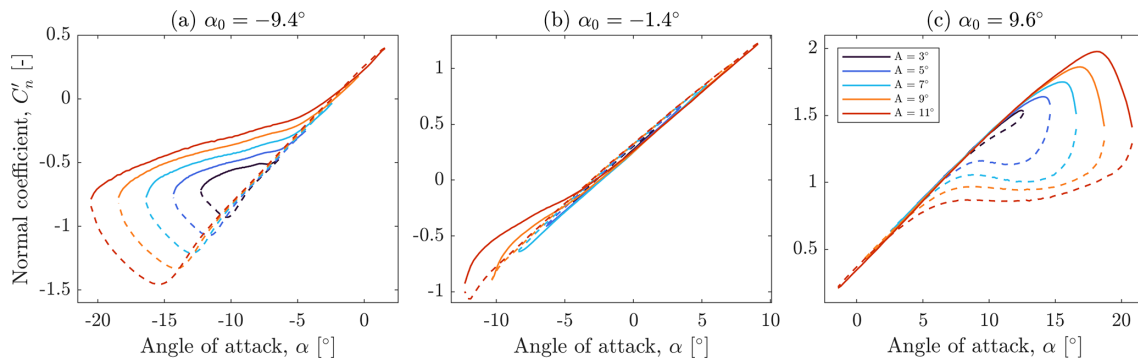 (a) α₀ = −9.4°
(b) α₀ = −1.4°
(c) α₀ = 9.6°
Normal coefficient, C′ₙ [-]
0.5
0
-0.5
-1
-1.5
-20
-15
-10
-5
0
Angle of attack, α [°]
1
0.5
0
-0.5
-1
-10
-5
0
5
10
Angle of attack, α [°]
2
1.5
1
0.5
0
5
10
15
20
Angle of attack, α [°]
A = 3°
A = 5°
A = 7°
A = 9°
A = 11°